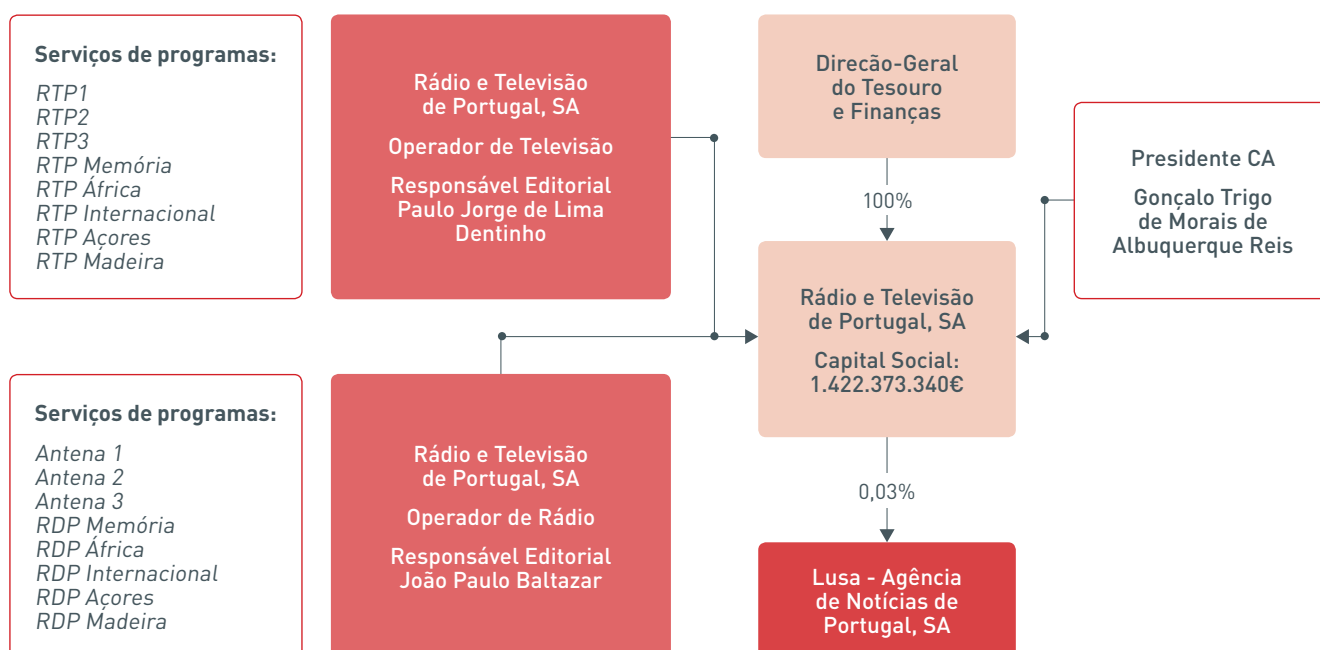 Serviços de programas:
RTP1
RTP2
RTP3
RTP Memória
RTP África
RTP Internacional
RTP Açores
RTP Madeira
Rádio e Televisão
de Portugal, SA
Operador de Televisão
Responsável Editorial
Paulo Jorge de Lima
Dentinho
Direcão-Geral
do Tesouro
e Finanças
100%
Presidente CA
Gonçalo Trigo
de Morais de
Albuquerque Reis
Rádio e Televisão
de Portugal, SA
Capital Social:
1.422.373.340€
Serviços de programas:
Antena 1
Antena 2
Antena 3
RDP Memória
RDP África
RDP Internacional
RDP Açores
RDP Madeira
Rádio e Televisão
de Portugal, SA
Operador de Rádio
Responsável Editorial
João Paulo Baltazar
0,03%
Lusa - Agência
de Notícias de
Portugal, SA